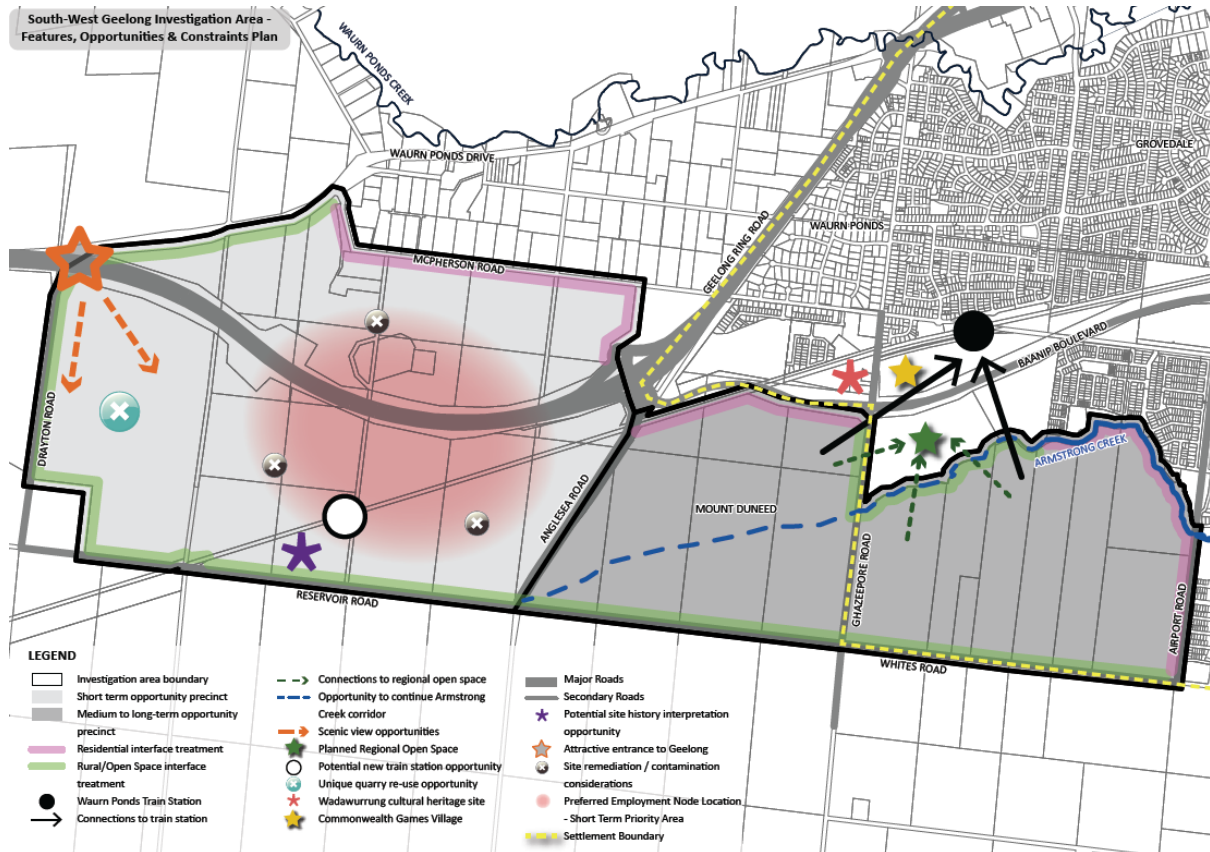 South-West Geelong Investigation Area -
Features, Opportunities & Constraints Plan
WAURN PONDS CREEK
WAURN PONDS DRIVE
GROVEDALE
GEELONG RING ROAD
WAURN PONDS
MCPHERSON ROAD
BAANIP BOULEVARD
DRAYTON ROAD
ARMSTRONG CREEK
ANGLESEA ROAD
MOUNT DUNEED
GHAZEEPORE ROAD
AIRPORT ROAD
RESERVOIR ROAD
WHITES ROAD
LEGEND
Investigation area boundary
Short term opportunity precinct
Medium to long-term opportunity
precinct
Residential interface treatment
Rural/Open Space interface
treatment
Waurn Ponds Train Station
Connections to train station
Connections to regional open space
Opportunity to continue Armstrong
Creek corridor
Scenic view opportunities
Planned Regional Open Space
Potential new train station opportunity
Unique quarry re-use opportunity
Wadawurrung cultural heritage site
Commonwealth Games Village
Major Roads
Secondary Roads
Potential site history interpretation
opportunity
Attractive entrance to Geelong
Site remediation / contamination
considerations
Preferred Employment Node Location
- Short Term Priority Area
Settlement Boundary